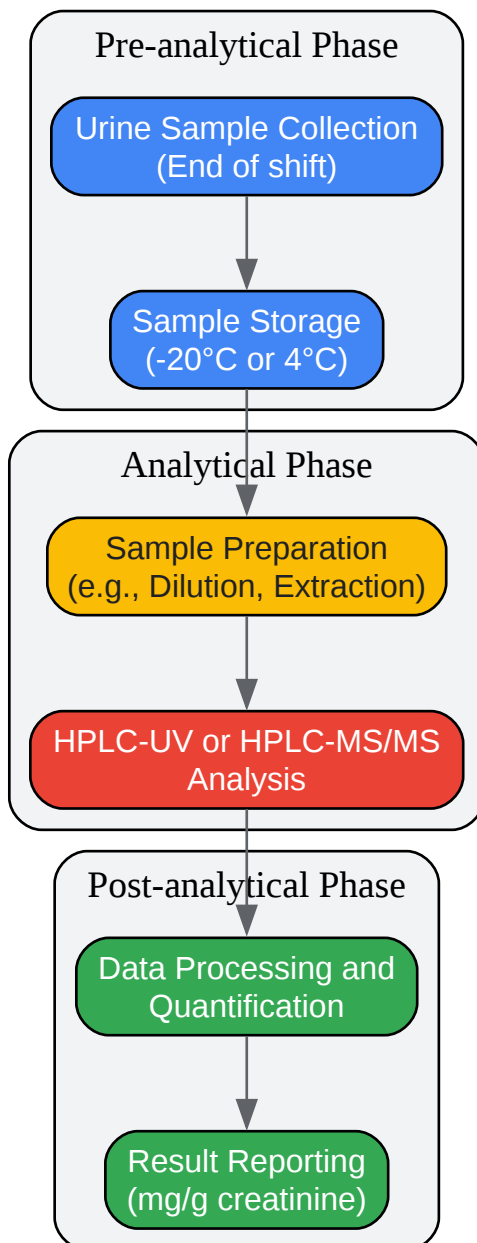 Pre-analytical Phase
Urine Sample Collection
(End of shift)
Sample Storage
(-20°C or 4°C)
Analytical Phase
Sample Preparation
(e.g., Dilution, Extraction)
HPLC-UV or HPLC-MS/MS
Analysis
Post-analytical Phase
Data Processing and
Quantification
Result Reporting
(mg/g creatinine)